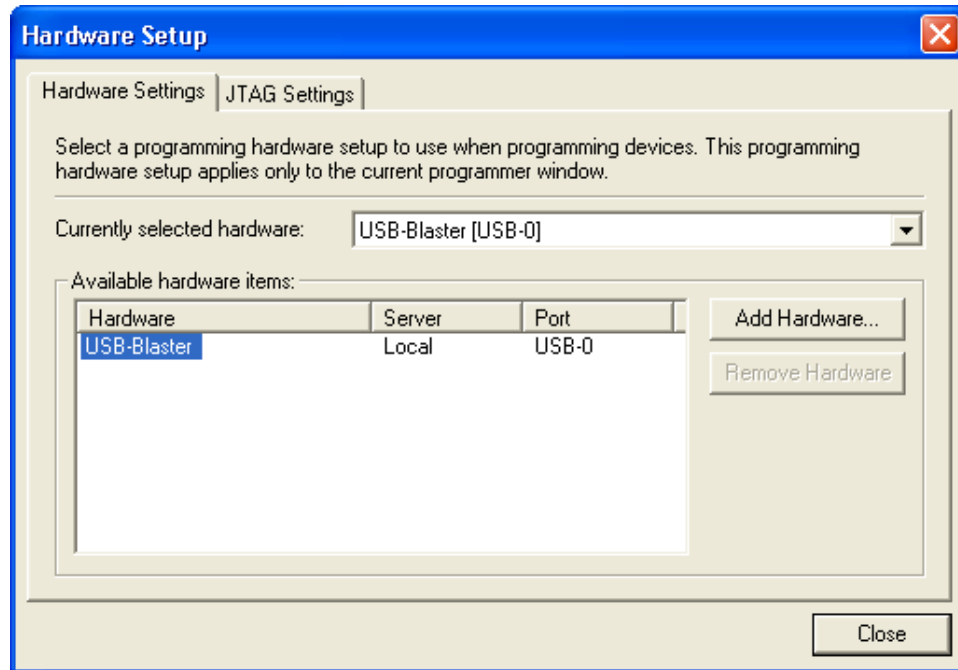 Hardware Setup
Hardware Settings JTAG Settings
Select a programming hardware setup to use when programming devices. This programming
hardware setup applies only to the current programmer window.
Currently selected hardware: USB-Blaster [USB-0]
Available hardware items:
Hardware Server Port
Add Hardware...
USB-Blaster Local USB-0
Remove Hardware
Close